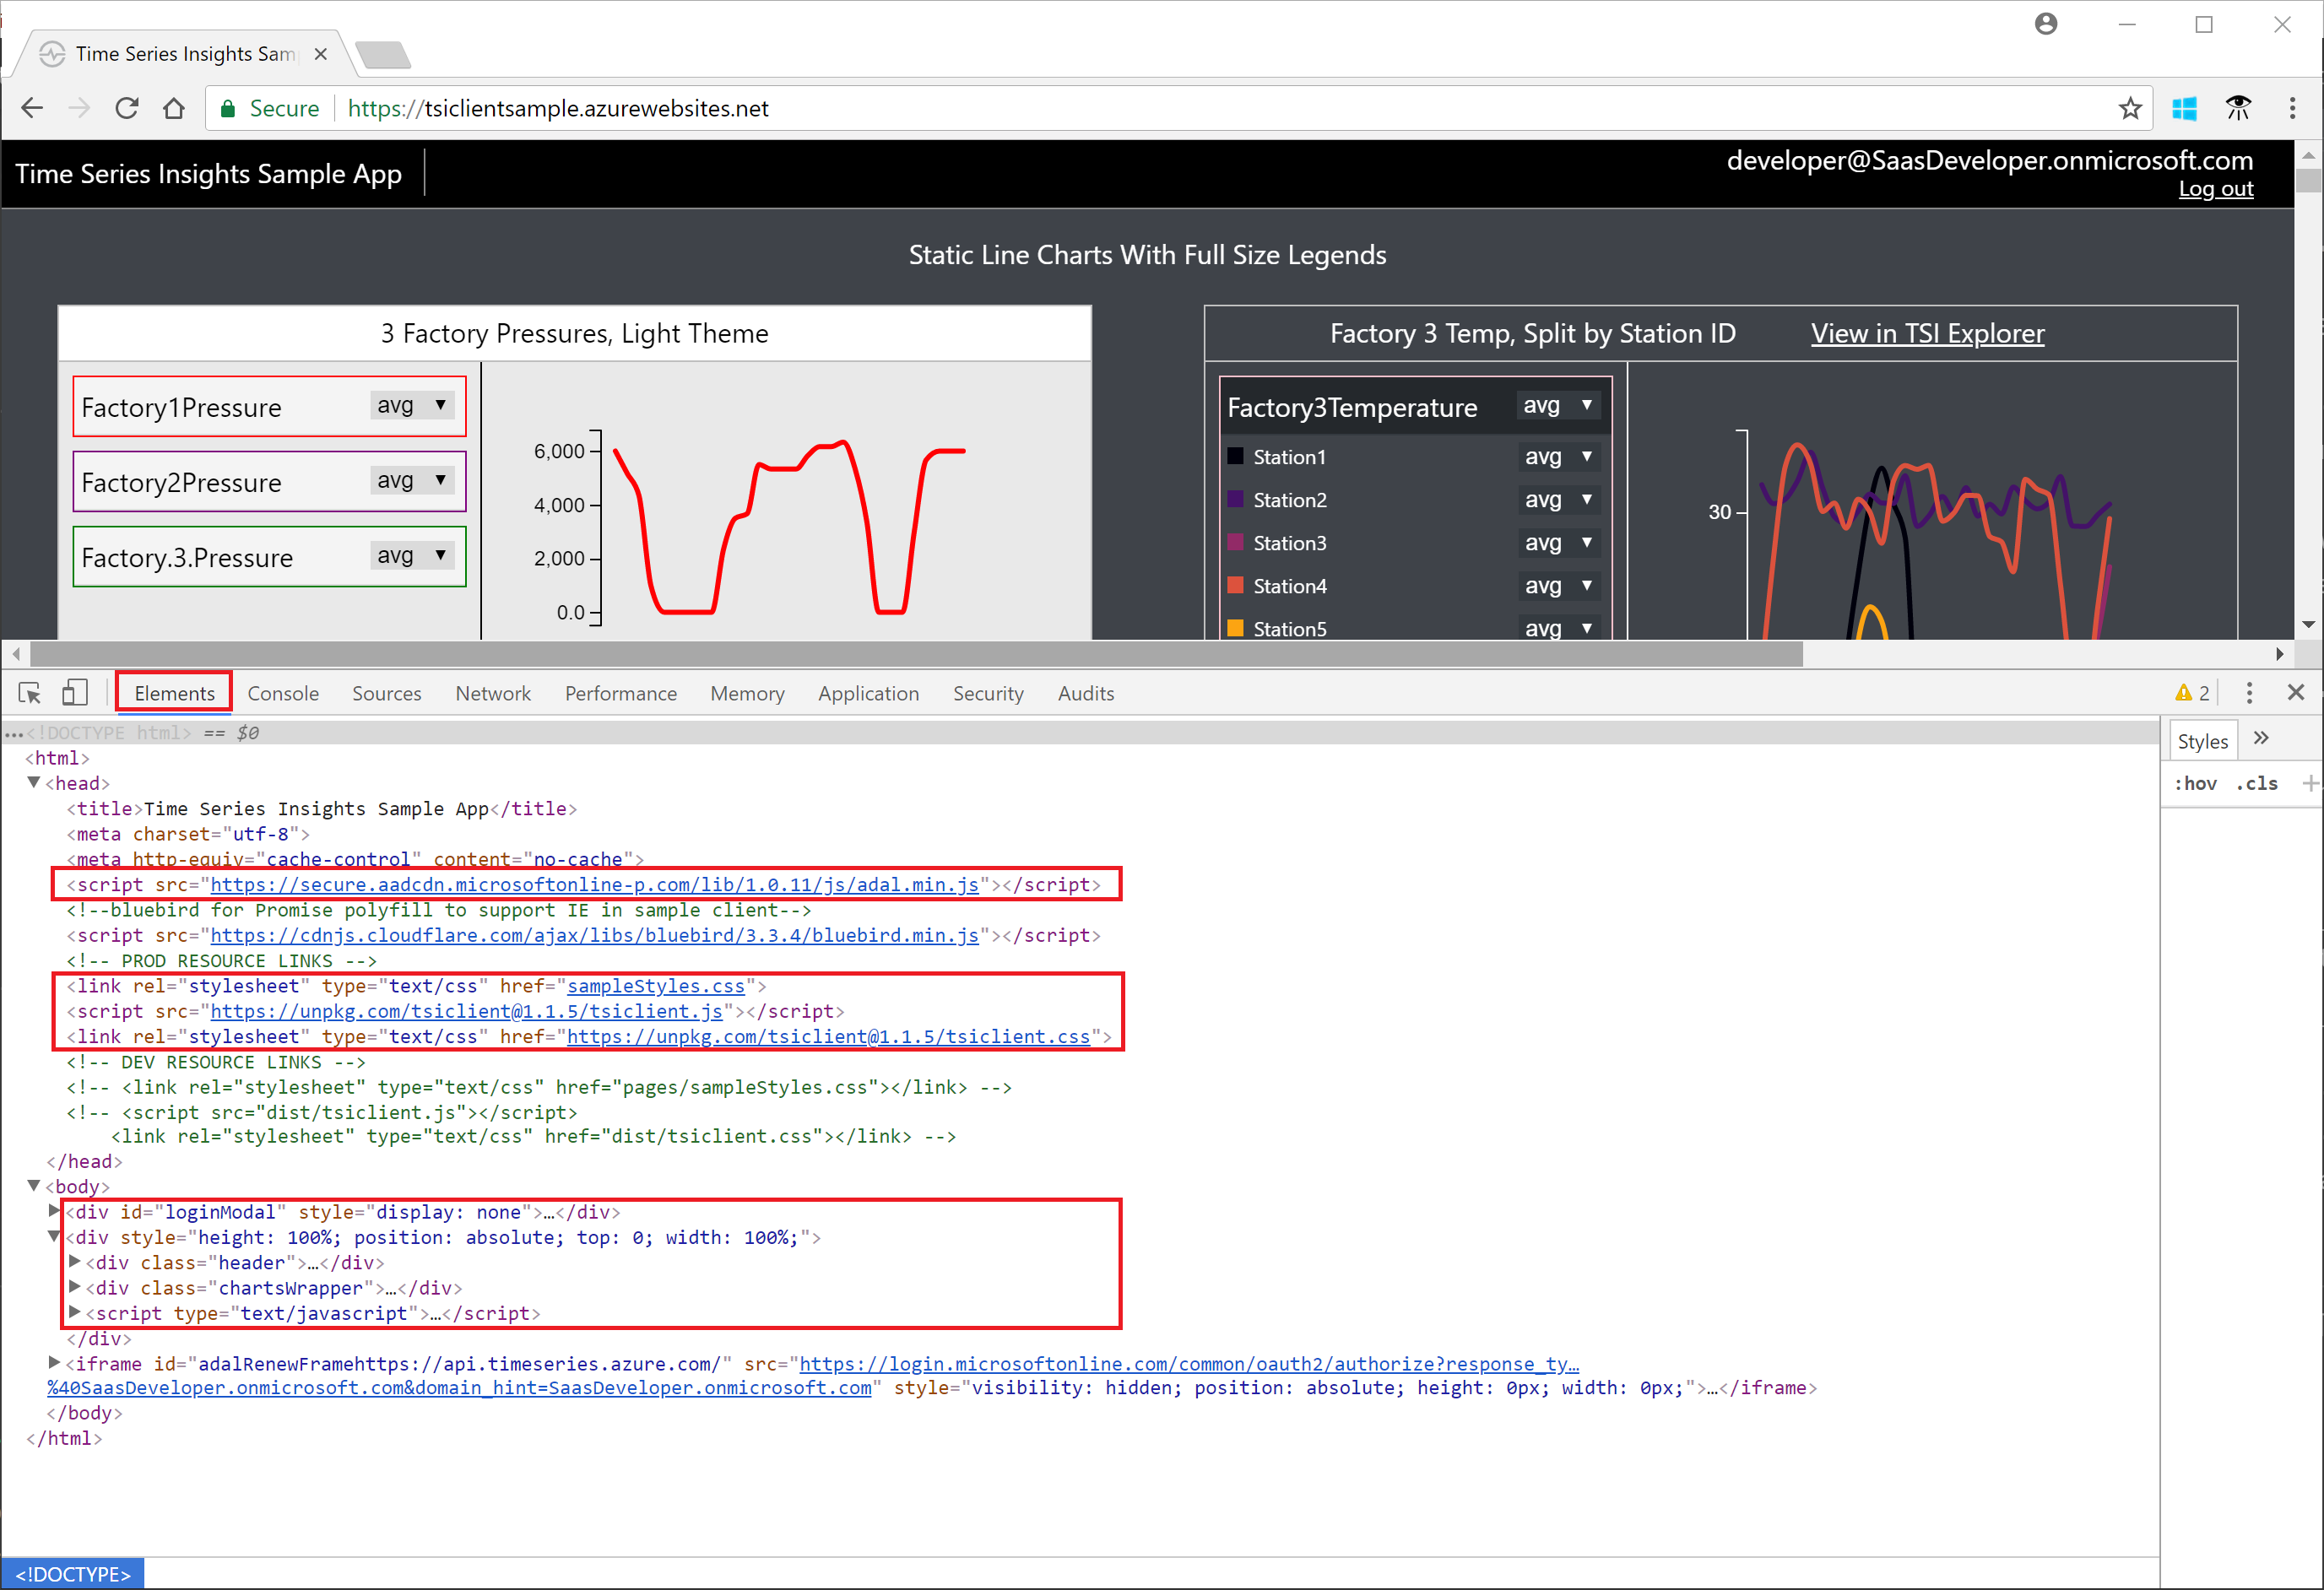 Time Series Insights Sam
Secure
https://tsiclientsample.azurewebsites.net
Time Series Insights Sample App
developer@SaasDeveloper.onmicrosoft.com
Log out
Static Line Charts With Full Size Legends
3 Factory Pressures, Light Theme
Factory1Pressure avg
Factory2Pressure avg
Factory.3.Pressure avg
6,000
4,000
2,000
0.0
Factory 3 Temp, Split by Station ID View in TSI Explorer
Factory3Temperature avg
Station1 avg
Station2 avg
Station3 avg
Station4 avg
Station5 avg
30
Elements Console Sources Network Performance Memory Application Security Audits 2
…<!DOCTYPE html> == $0
<html>
<head>
<title>Time Series Insights Sample App</title>
<meta charset="utf-8">
<meta http-equiv="cache-control" content="no-cache">
<script src="https://secure.aadcdn.microsoftonline-p.com/lib/1.0.11/js/adal.min.js"></script>
<!--bluebird for Promise polyfill to support IE in sample client-->
<script src="https://cdnjs.cloudflare.com/ajax/libs/bluebird/3.3.4/bluebird.min.js"></script>
<!-- PROD RESOURCE LINKS -->
<link rel="stylesheet" type="text/css" href="sampleStyles.css">
<script src="https://unpkg.com/tsiclient@1.1.5/tsiclient.js"></script>
<link rel="stylesheet" type="text/css" href="https://unpkg.com/tsiclient@1.1.5/tsiclient.css">
<!-- DEV RESOURCE LINKS -->
<!-- <link rel="stylesheet" type="text/css" href="pages/sampleStyles.css"></link> -->
<!-- <script src="dist/tsiclient.js"></script>
<link rel="stylesheet" type="text/css" href="dist/tsiclient.css"></link> -->
</head>
<body>
<div id="loginModal" style="display: none">…</div>
<div style="height: 100%; position: absolute; top: 0; width: 100%;">
<div class="header">…</div>
<div class="chartsWrapper">…</div>
<script type="text/javascript">…</script>
</div>
<iframe id="adalRenewFramehttps://api.timeseries.azure.com/" src="https://login.microsoftonline.com/common/oauth2/authorize?response_ty…
%40SaasDeveloper.onmicrosoft.com&domain_hint=SaasDeveloper.onmicrosoft.com" style="visibility: hidden; position: absolute; height: 0px; width: 0px;">…</iframe>
</body>
</html>
Styles »
:hov .cls +
<!DOCTYPE>